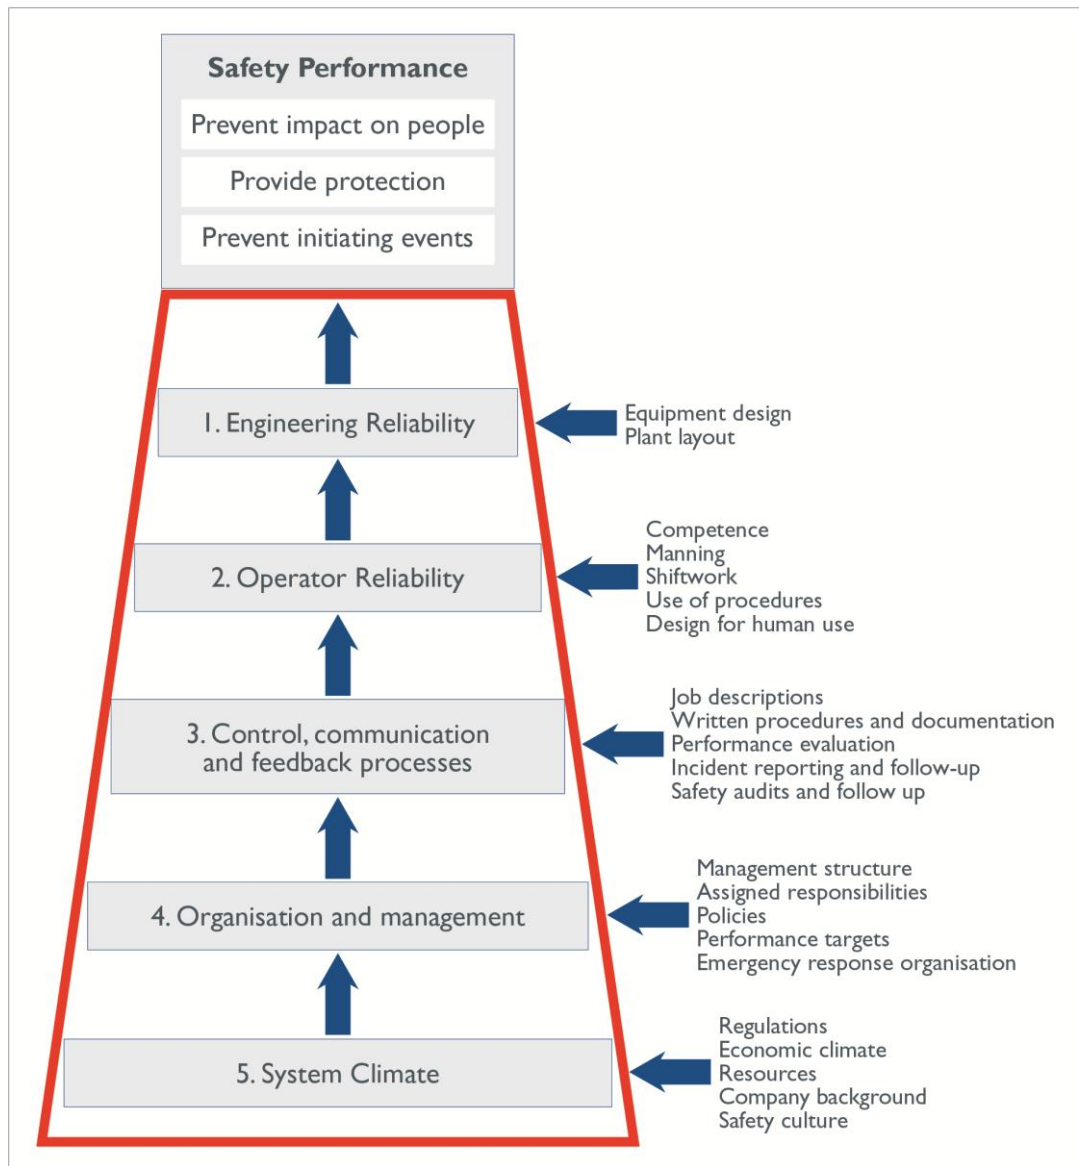 Safety Performance
Prevent impact on people
Provide protection
Prevent initiating events
1. Engineering Reliability
Equipment design
Plant layout
2. Operator Reliability
Competence
Manning
Shiftwork
Use of procedures
Design for human use
3. Control, communication
and feedback processes
Job descriptions
Written procedures and documentation
Performance evaluation
Incident reporting and follow-up
Safety audits and follow up
4. Organisation and management
Management structure
Assigned responsibilities
Policies
Performance targets
Emergency response organisation
5. System Climate
Regulations
Economic climate
Resources
Company background
Safety culture